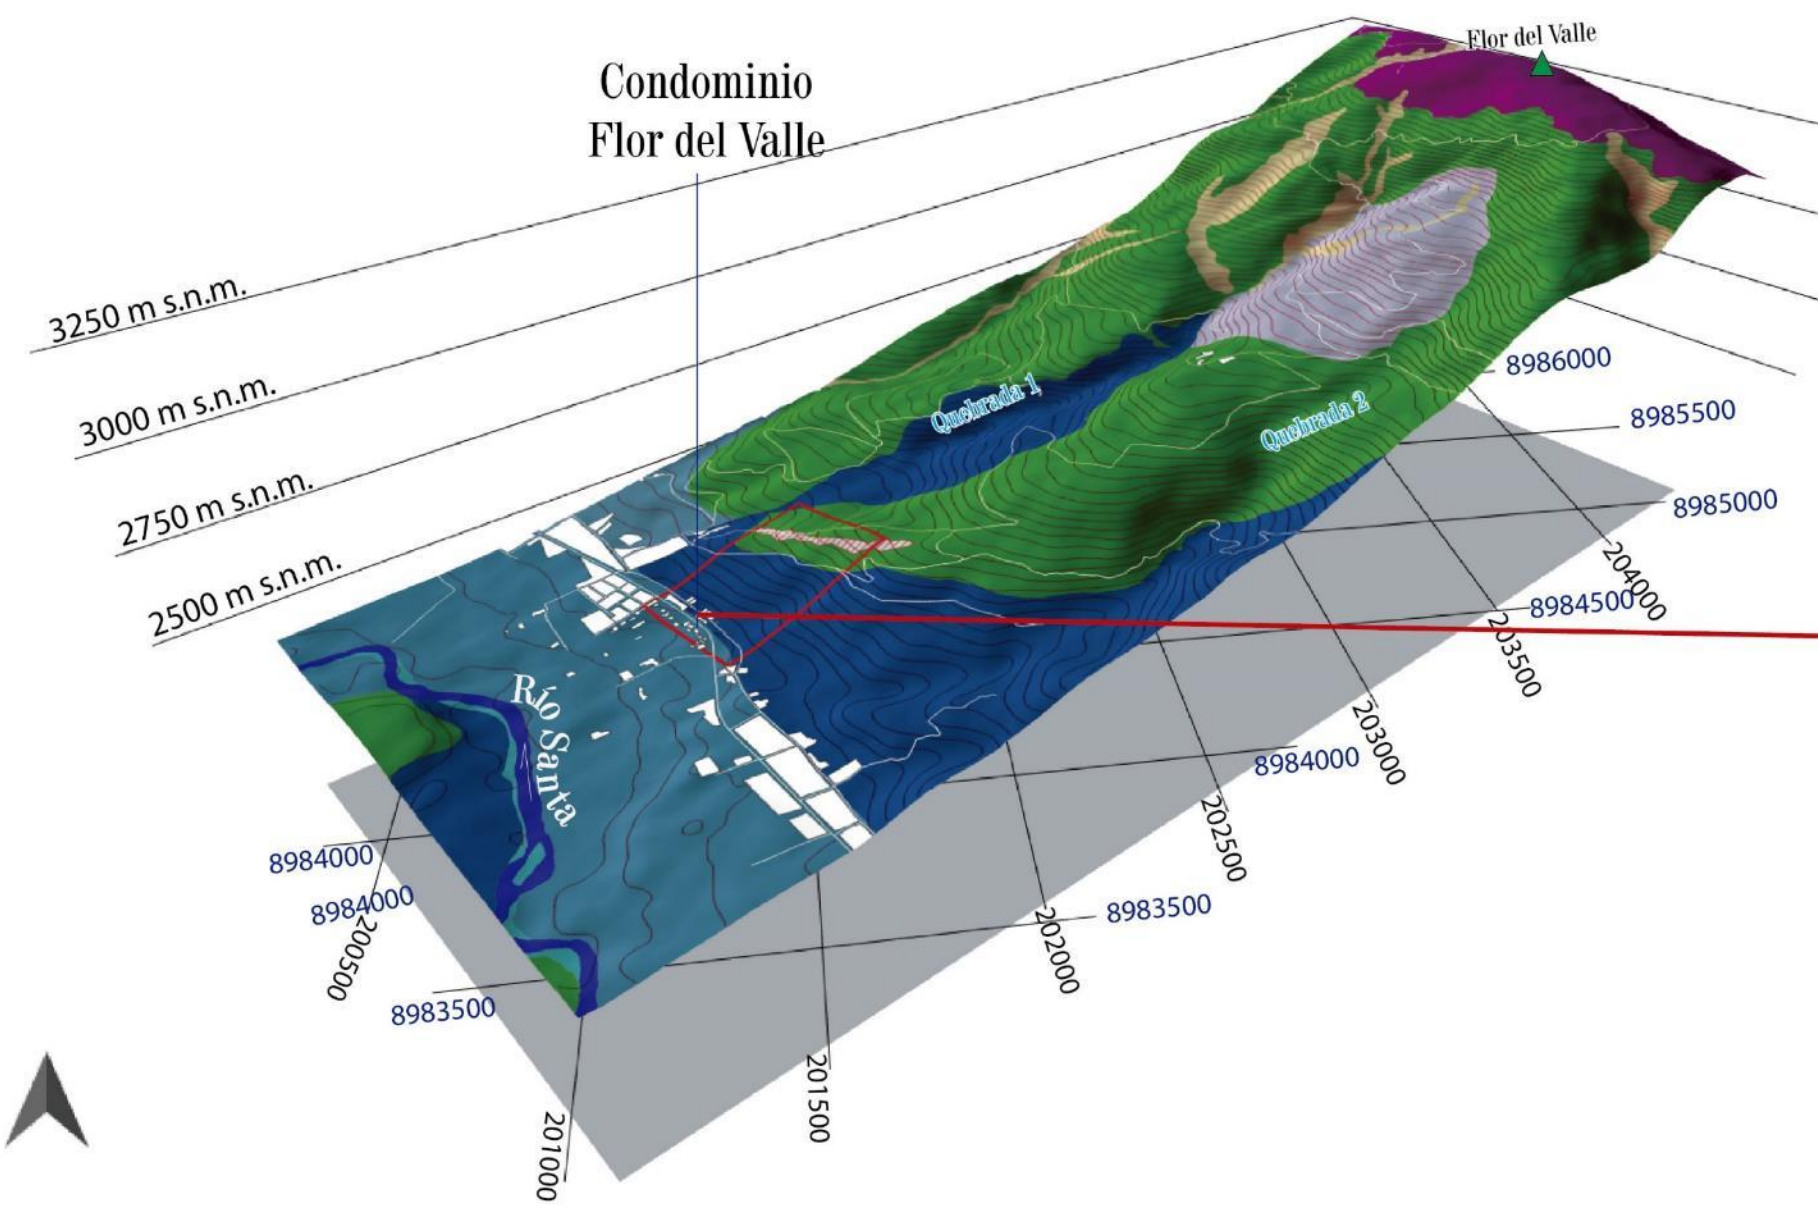 Flor del Valle
Condominio
Flor del Valle
3250 m s.n.m.
3000 m s.n.m.
2750 m s.n.m.
2500 m s.n.m.
Quebrada 1
Quebrada 2
Río Santa
8986000
8985500
8985000
8984500
8984000
8983500
8984000
8984000
8983500
204000
203500
203000
202500
202000
201500
201000
200500